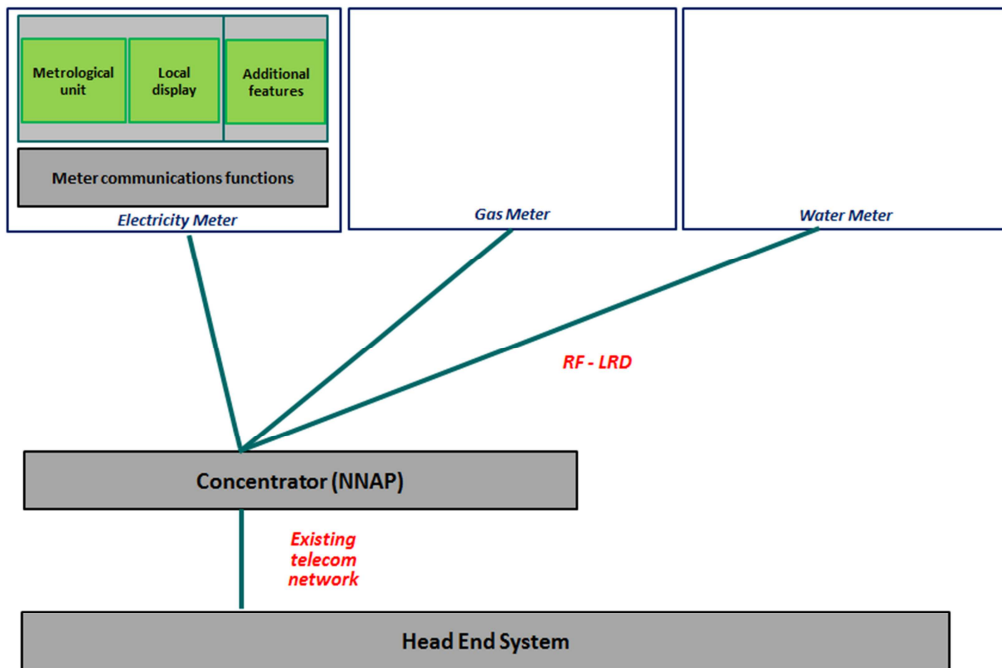 Metrological
unit
Local
display
Additional
features
Meter communications functions
Electricity Meter
Gas Meter
Water Meter
RF - LRD
Concentrator (NNAP)
Existing
telecom
network
Head End System